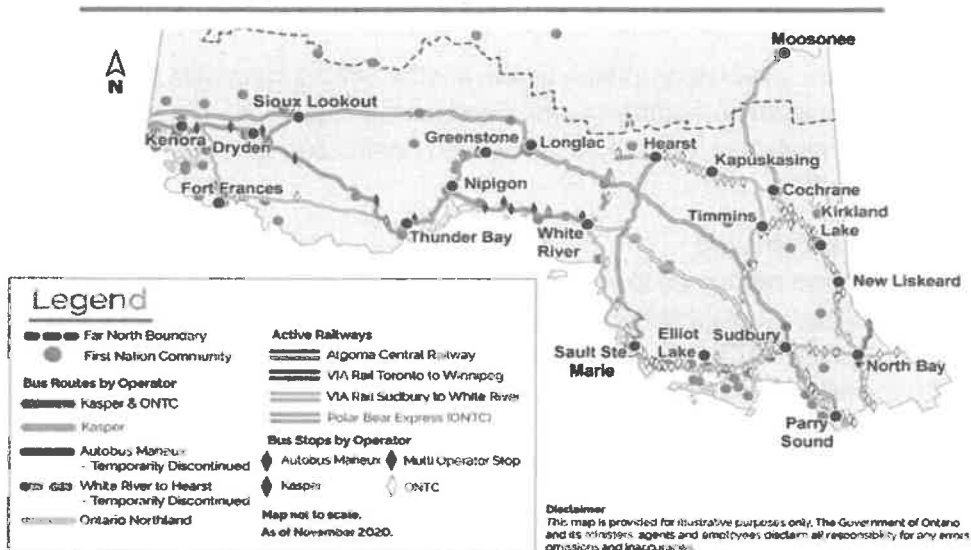 Moosonee
N
Sioux Lookout
Greenstone
Longlac
Hearst
Kapuskasing
Kenora
Dryden
Fort Frances
Nipigon
Cochrane
Timmins
Kirkland
Lake
Thunder Bay
White
River
New Liskeard
Sault Ste.
Marie
Elliot
Lake
Sudbury
North Bay
Parry
Sound
Legend
Far North Boundary
First Nation Community
Bus Routes by Operator
Kasper & ONTC
Kasper
Autobus Maheux
- Temporarily Discontinued
White River to Hearst
- Temporarily Discontinued
Ontario Northland
Active Railways
Algoma Central Railway
VIA Rail Toronto to Winnipeg
VIA Rail Sudbury to White River
Polar Bear Express (ONTC)
Bus Stops by Operator
Autobus Maheux
Multi Operator Stop
Kasper
ONTC
Map not to scale.
As of November 2020.
Disclaimer
This map is provided for illustrative purposes only. The Government of Ontario
and its ministers, agents and employees disclaim all responsibility for any errors,
omissions and inaccuracies.